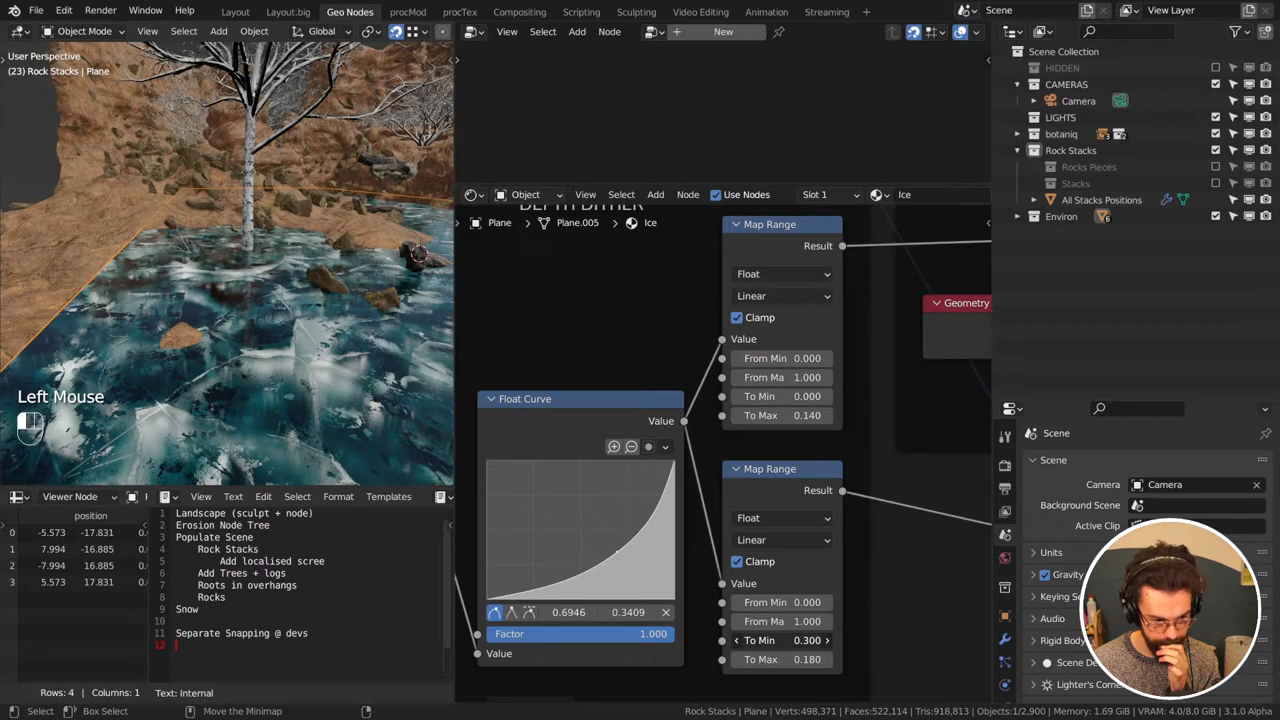 File Edit Render Window Help
Layout Layout.big Geo Nodes procMod procTex Compositing Scripting Sculpting Video Editing Animation Streaming +
Scene
View Layer
Object Mode View Select Add Object Global
View Select Add Node + New
User Perspective
(23) Rock Stacks | Plane
Scene Collection
HIDDEN
CAMERAS
Camera
LIGHTS
botaniq 3 2
Rock Stacks
Rocks Pieces
Stacks
All Stacks Positions
Environ 6
Object View Select Add Node Use Nodes Slot 1 Ice
DEPTH DITHER
Plane > Plane.005 > Ice
Map Range
Result
Float
Linear
Clamp
Value
From Min 0.000
From Ma 1.000
To Min 0.000
To Max 0.140
Geometry
Float Curve
Value
0.6946 0.3409
Factor 1.000
Value
Map Range
Result
Float
Linear
Clamp
Value
From Min 0.000
From Ma 1.000
To Min 0.300
To Max 0.180
Left Mouse
Viewer Node
position
0 -5.573 -17.831 0.
1 7.994 -16.885 0.
2 -7.994 16.885 0.
3 5.573 17.831 0.
Rows: 4 | Columns: 1
View Text Edit Select Format Templates
1 Landscape (sculpt + node)
2 Erosion Node Tree
3 Populate Scene
4 Rock Stacks
5 Add localised scree
6 Add Trees + logs
7 Roots in overhangs
8 Rocks
9 Snow
10
11 Separate Snapping @ devs
12
Text: Internal
Scene
Scene
Camera Camera
Background Scene
Active Clip
Units
Gravity
Keying S
Audio
Rigid Body
Scene De
Lighter's Corne
Select Box Select Move the Minimap
Rock Stacks | Plane | Verts:498,371 | Faces:522,114 | Tris:918,813 | Objects:1/2,900 | Memory: 1.69 GiB | VRAM: 4.0/8.0 GiB | 3.1.0 Alpha